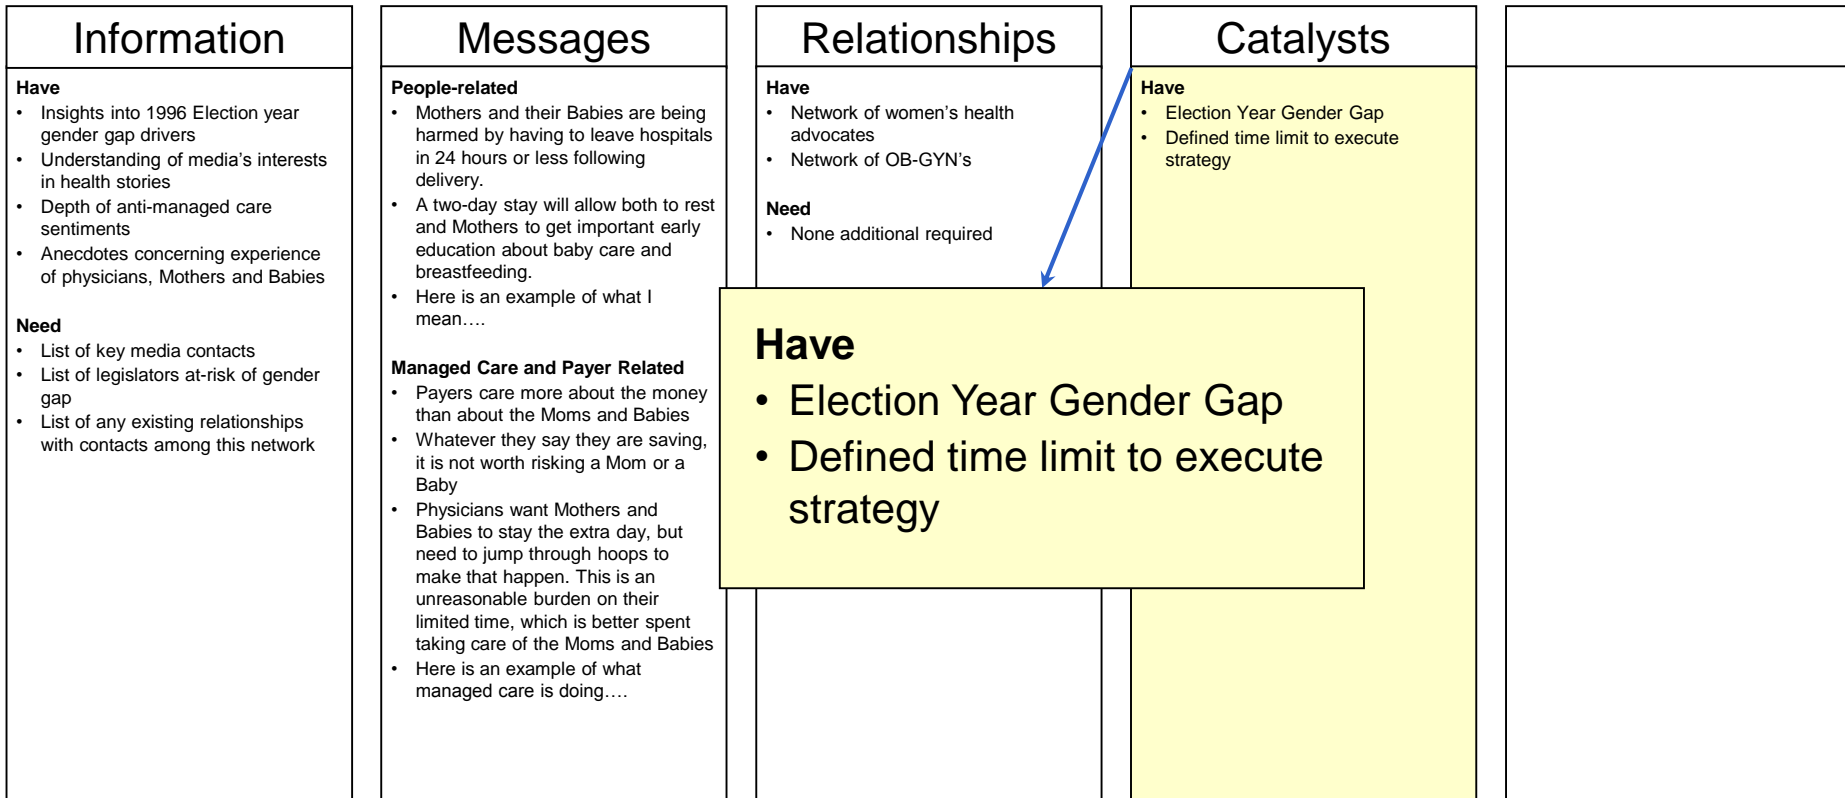 Information
Have
• Insights into 1996 Election year
gender gap drivers
• Understanding of media’s interests
in health stories
• Depth of anti-managed care
sentiments
• Anecdotes concerning experience
of physicians, Mothers and Babies
Need
• List of key media contacts
• List of legislators at-risk of gender
gap
• List of any existing relationships
with contacts among this network
Messages
People-related
• Mothers and their Babies are being
harmed by having to leave hospitals
in 24 hours or less following
delivery.
• A two-day stay will allow both to rest
and Mothers to get important early
education about baby care and
breastfeeding.
• Here is an example of what I
mean….
Managed Care and Payer Related
• Payers care more about the money
than about the Moms and Babies
• Whatever they say they are saving,
it is not worth risking a Mom or a
Baby
• Physicians want Mothers and
Babies to stay the extra day, but
need to jump through hoops to
make that happen. This is an
unreasonable burden on their
limited time, which is better spent
taking care of the Moms and Babies
• Here is an example of what
managed care is doing….
Relationships
Have
• Network of women’s health
advocates
• Network of OB-GYN’s
Need
• None additional required
Catalysts
Have
• Election Year Gender Gap
• Defined time limit to execute
strategy
Have
• Election Year Gender Gap
• Defined time limit to execute
strategy